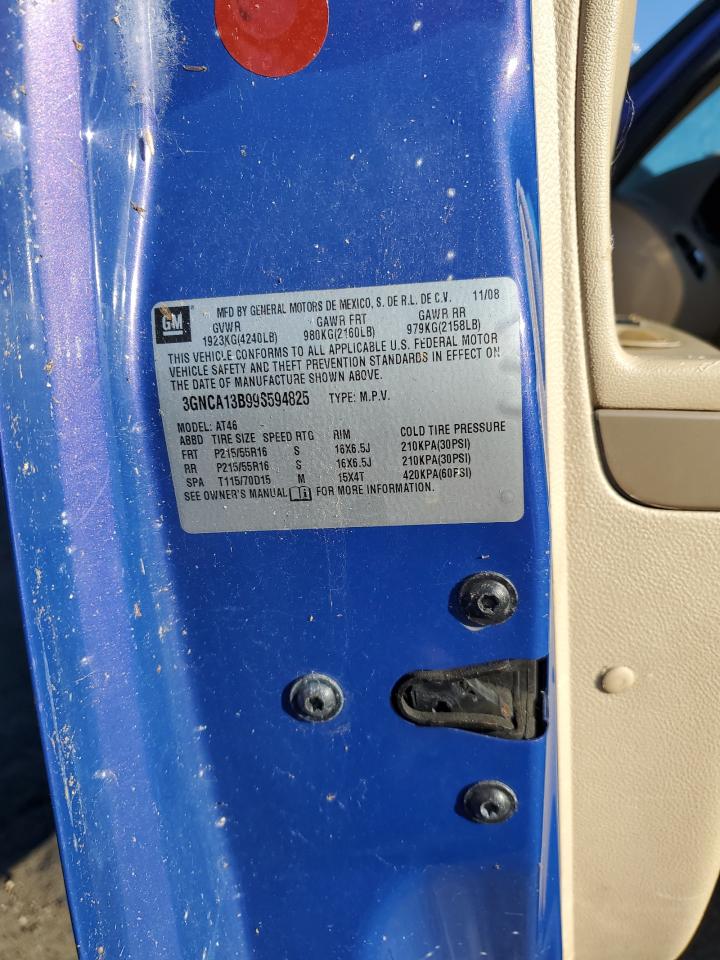 GM
MFD BY GENERAL MOTORS DE MEXICO, S. DE R.L. DE C.V. 11/08
GVWR GAWR FRT GAWR RR
1923KG(4240LB) 980KG(2160LB) 979KG(2158LB)
THIS VEHICLE CONFORMS TO ALL APPLICABLE U.S. FEDERAL MOTOR
VEHICLE SAFETY AND THEFT PREVENTION STANDARDS IN EFFECT ON
THE DATE OF MANUFACTURE SHOWN ABOVE.
3GNCA13B99S594825 TYPE: M.P.V.
MODEL: AT46
ABBD TIRE SIZE SPEED RTG RIM COLD TIRE PRESSURE
FRT P215/55R16 S 16X6.5J 210KPA(30PSI)
RR P215/55R16 S 16X6.5J 210KPA(30PSI)
SPA T115/70D15 M 15X4T 420KPA(60PSI)
SEE OWNER'S MANUAL FOR MORE INFORMATION.